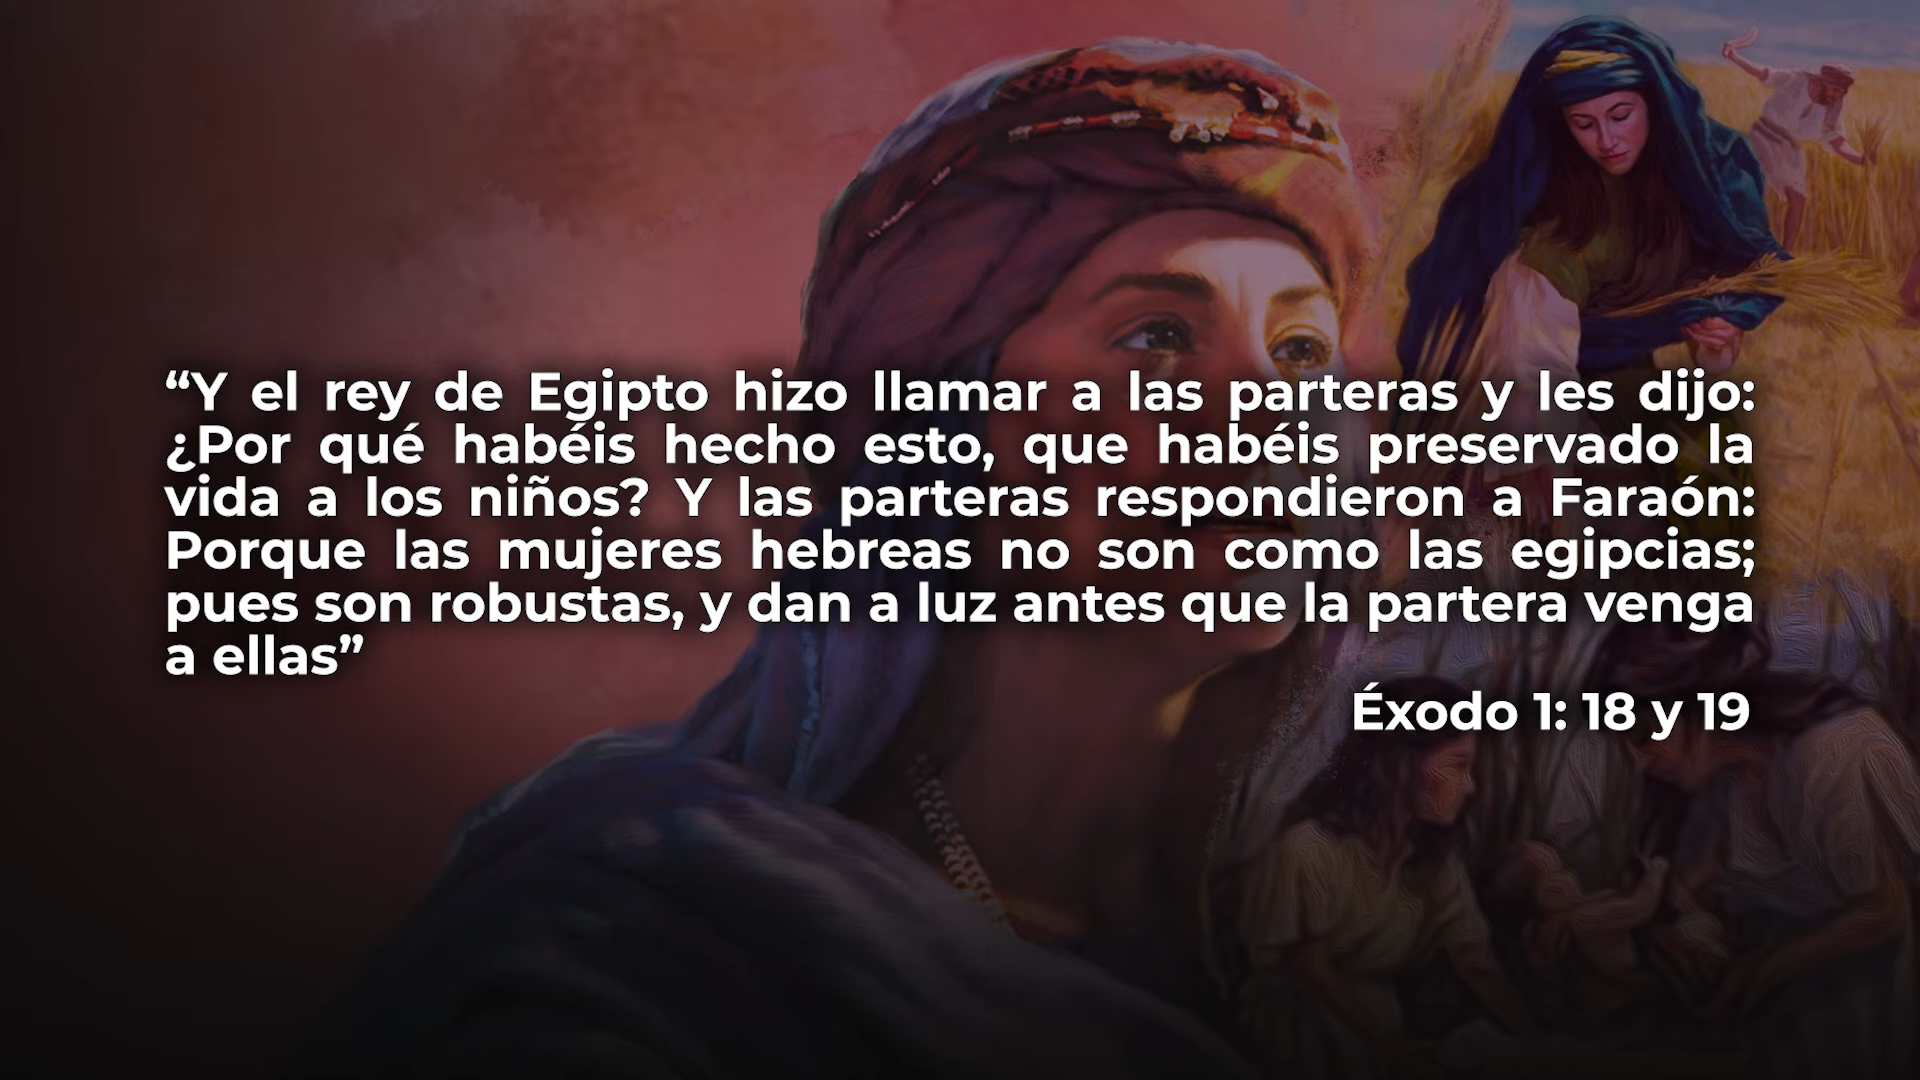 “Y el rey de Egipto hizo llamar a las parteras y les dijo:
¿Por qué habéis hecho esto, que habéis preservado la
vida a los niños? Y las parteras respondieron a Faraón:
Porque las mujeres hebreas no son como las egipcias;
pues son robustas, y dan a luz antes que la partera venga
a ellas”
Éxodo 1: 18 y 19